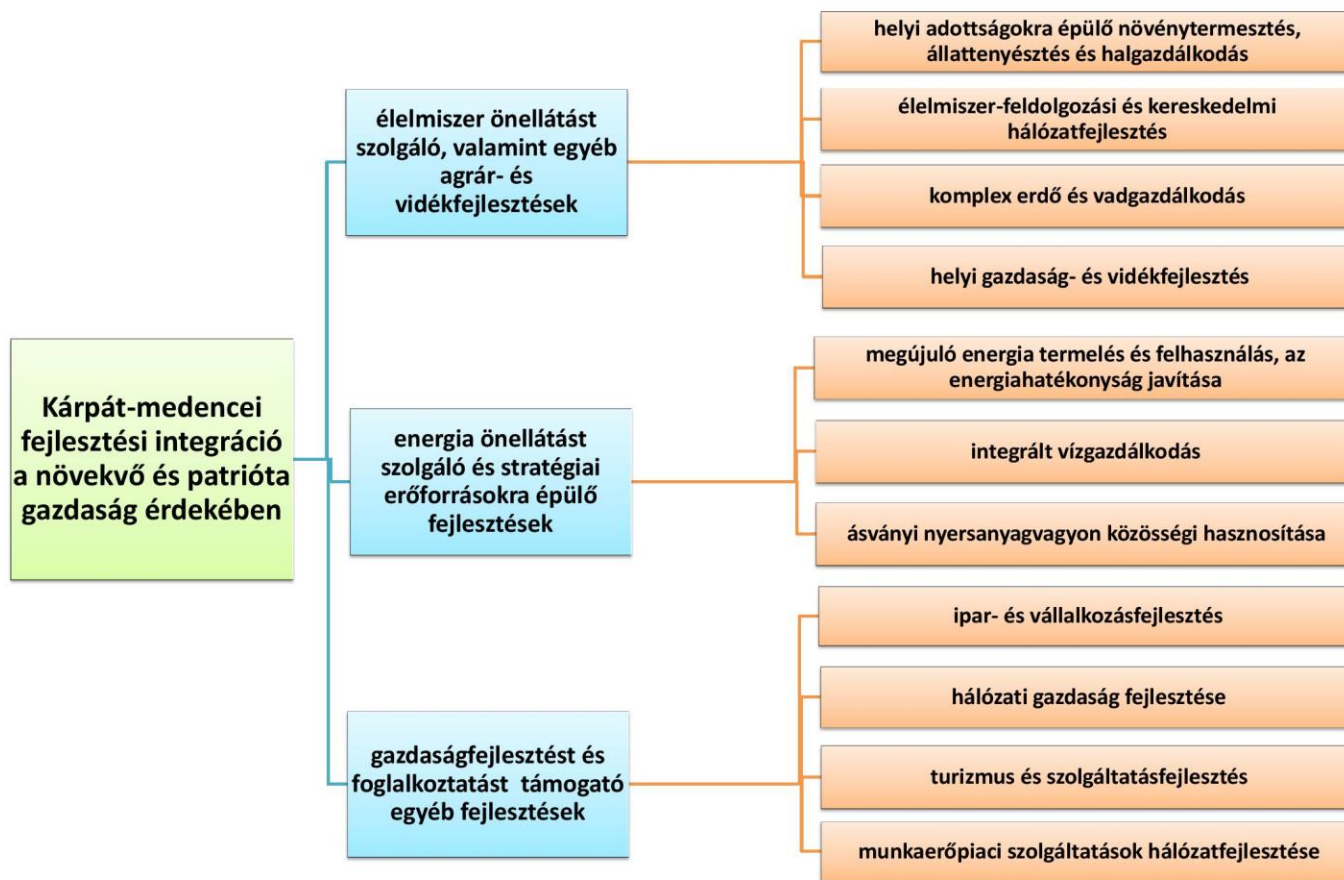 Kárpát-medencei
fejlesztési integráció
a növekvő és patrióta
gazdaság érdekében
élelmiszer önellátást
szolgáló, valamint egyéb
agrár- és
vidékfejlesztések
helyi adottságokra épülő növénytermesztés,
állattenyésztés és halgazdálkodás
élelmiszer-feldolgozási és kereskedelmi
hálózatfejlesztés
komplex erdő és vadgazdálkodás
helyi gazdaság- és vidékfejlesztés
energia önellátást
szolgáló és stratégiai
erőforrásokra épülő
fejlesztések
megújuló energia termelés és felhasználás, az
energiahatékonyság javítása
integrált vízgazdálkodás
ásványi nyersanyagvagyon közösségi hasznosítása
gazdaságfejlesztést és
foglalkoztatást támogató
egyéb fejlesztések
ipar- és vállalkozásfejlesztés
hálózati gazdaság fejlesztése
turizmus és szolgáltatásfejlesztés
munkaerőpiaci szolgáltatások hálózatfejlesztése